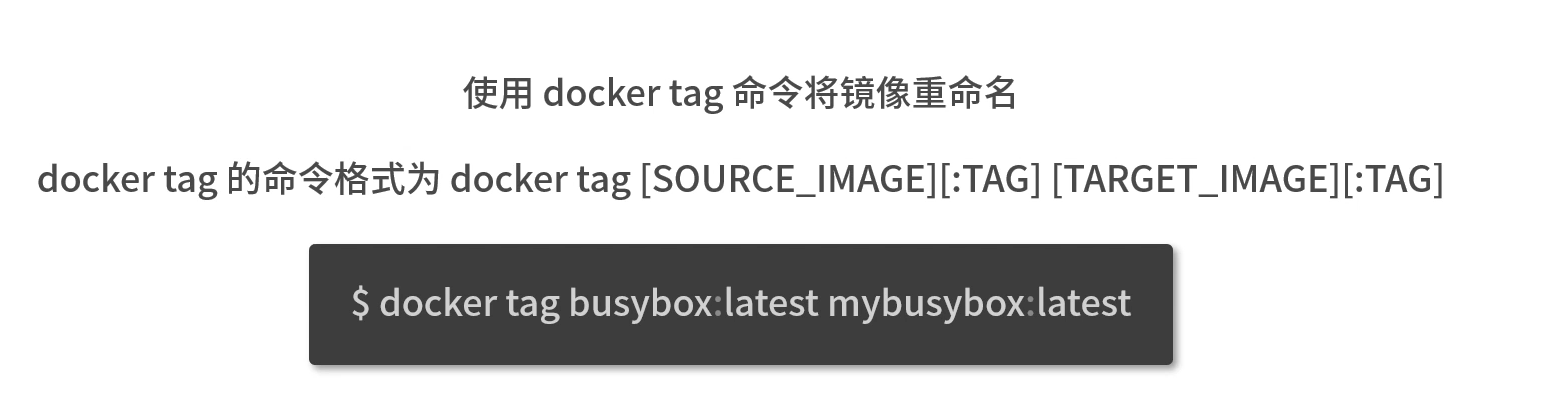 使用 docker tag 命令将镜像重命名
docker tag 的命令格式为 docker tag [SOURCE_IMAGE][:TAG] [TARGET_IMAGE][:TAG]
$ docker tag busybox:latest mybusybox:latest